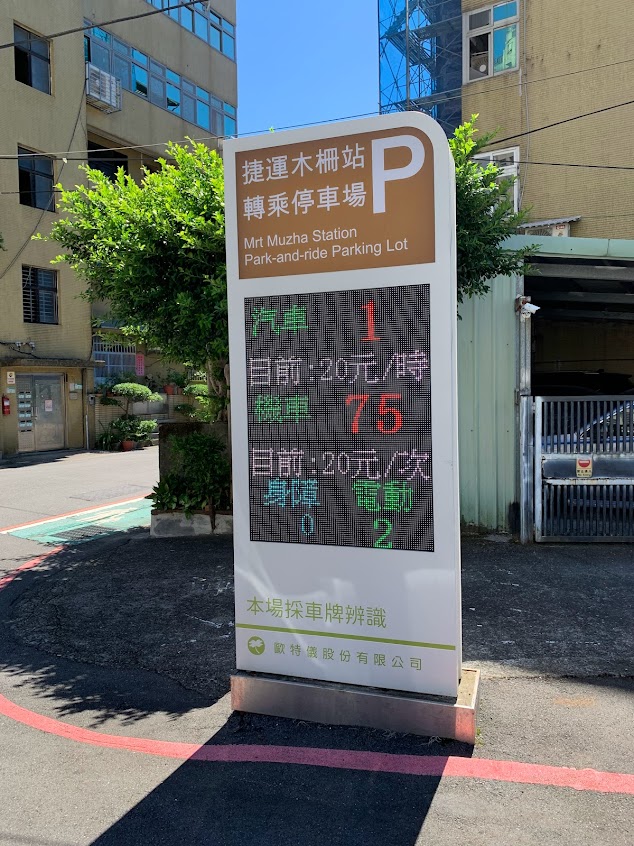 捷運木柵站
轉乘停車場
P
Mrt Muzha Station
Park-and-ride Parking Lot
汽車 1
目前:20元/時
機車 75
目前:20元/次
身障 電動
0 2
本場採車牌辨識
歐特儀股份有限公司